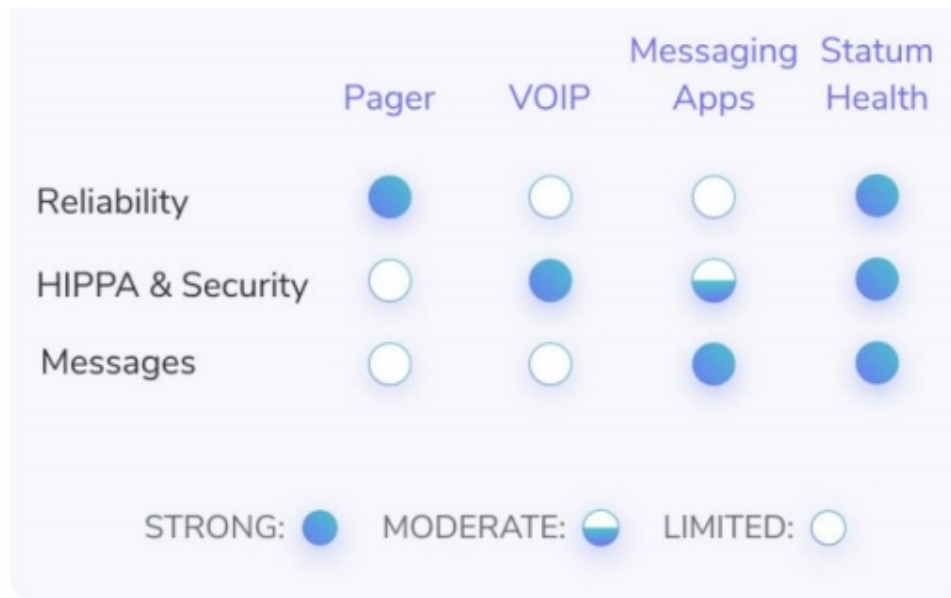 Messaging Statum
Pager VOIP Apps Health
Reliability
HIPPA & Security
Messages
STRONG: MODERATE: LIMITED: